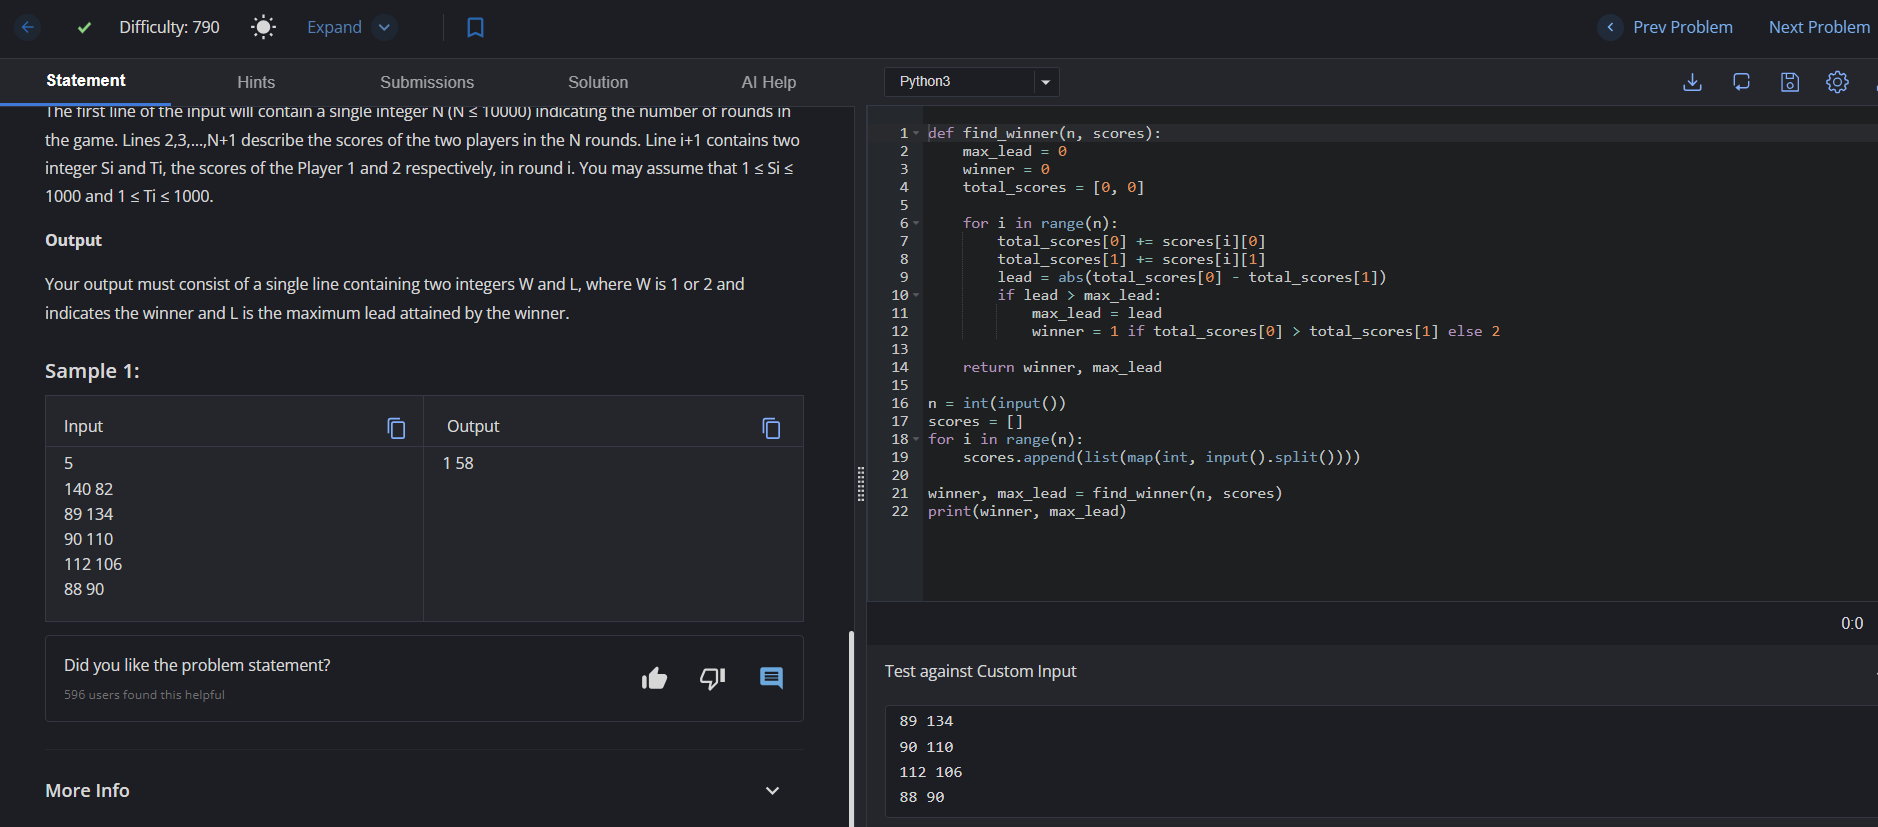 Difficulty: 790
Expand
Prev Problem
Next Problem
Statement
Hints
Submissions
Solution
AI Help
The first line of the input will contain a single integer N (N ≤ 10000) indicating the number of rounds in
the game. Lines 2,3,...,N+1 describe the scores of the two players in the N rounds. Line i+1 contains two
integer Si and Ti, the scores of the Player 1 and 2 respectively, in round i. You may assume that 1 ≤ Si ≤
1000 and 1 ≤ Ti ≤ 1000.
Output
Your output must consist of a single line containing two integers W and L, where W is 1 or 2 and
indicates the winner and L is the maximum lead attained by the winner.
Sample 1:
Input
Output
5
1 58
140 82
89 134
90 110
112 106
88 90
Did you like the problem statement?
596 users found this helpful
More Info
Python3
1 def find_winner(n, scores):
2     max_lead = 0
3     winner = 0
4     total_scores = [0, 0]
5
6     for i in range(n):
7         total_scores[0] += scores[i][0]
8         total_scores[1] += scores[i][1]
9         lead = abs(total_scores[0] - total_scores[1])
10         if lead > max_lead:
11             max_lead = lead
12             winner = 1 if total_scores[0] > total_scores[1] else 2
13
14     return winner, max_lead
15
16 n = int(input())
17 scores = []
18 for i in range(n):
19     scores.append(list(map(int, input().split())))
20
21 winner, max_lead = find_winner(n, scores)
22 print(winner, max_lead)
0:0
Test against Custom Input
89 134
90 110
112 106
88 90